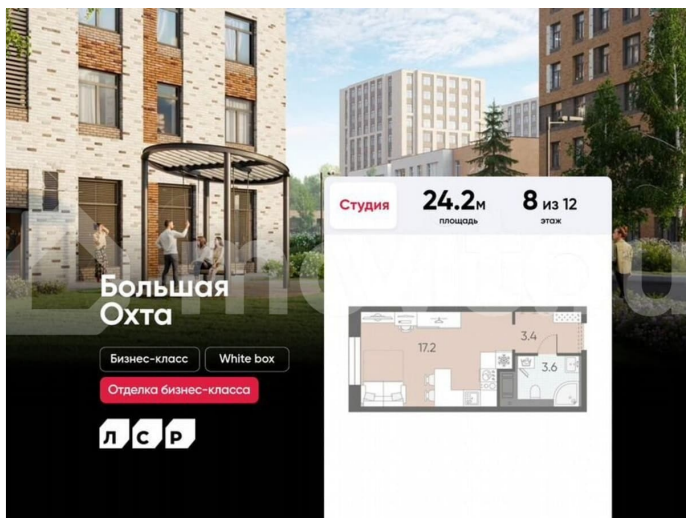 Студия
24.2м
площадь
8 из 12
этаж
Большая
Охта
Бизнес-класс
White box
Отделка бизнес-класса
ЛСР
17.2
3.4
3.6